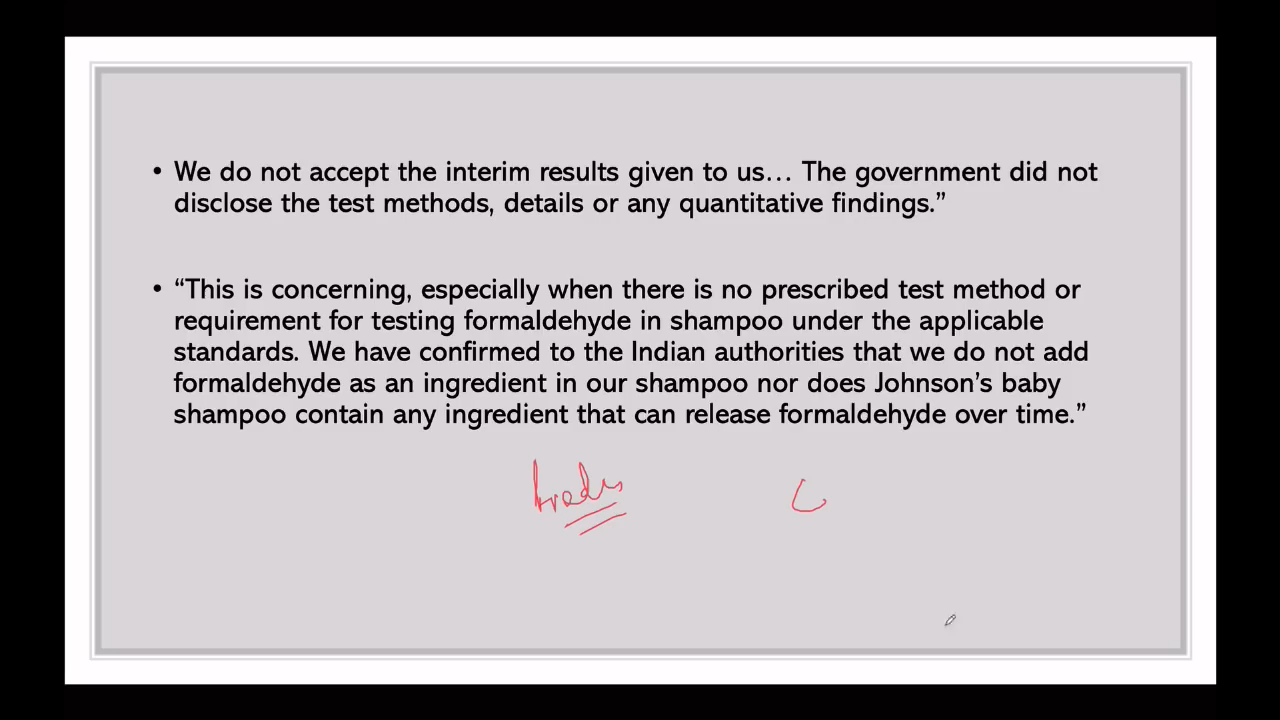 • We do not accept the interim results given to us... The government did not
disclose the test methods, details or any quantitative findings.”
• “This is concerning, especially when there is no prescribed test method or
requirement for testing formaldehyde in shampoo under the applicable
standards. We have confirmed to the Indian authorities that we do not add
formaldehyde as an ingredient in our shampoo nor does Johnson’s baby
shampoo contain any ingredient that can release formaldehyde over time.”